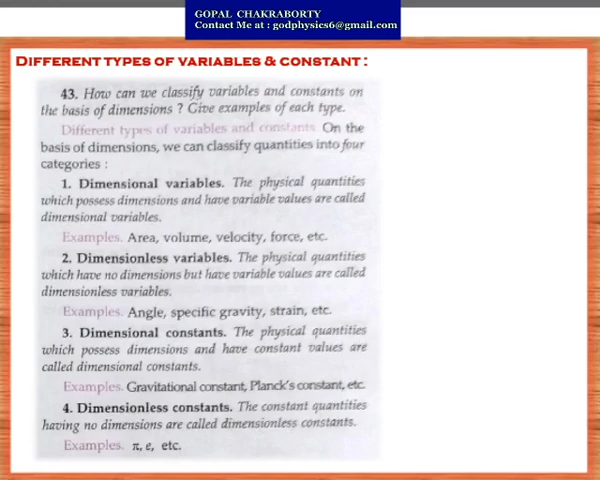 GOPAL CHAKRABORTY
Contact Me at : godphysics6@gmail.com
DIFFERENT TYPES OF VARIABLES & CONSTANT :
43. How can we classify variables and constants on
the basis of dimensions ? Give examples of each type.
Different types of variables and constants. On the
basis of dimensions, we can classify quantities into four
categories :
1. Dimensional variables. The physical quantities
which possess dimensions and have variable values are called
dimensional variables.
Examples. Area, volume, velocity, force, etc.
2. Dimensionless variables. The physical quantities
which have no dimensions but have variable values are called
dimensionless variables.
Examples. Angle, specific gravity, strain, etc.
3. Dimensional constants. The physical quantities
which possess dimensions and have constant values are
called dimensional constants.
Examples. Gravitational constant, Planck's constant, etc.
4. Dimensionless constants. The constant quantities
having no dimensions are called dimensionless constants.
Examples. π, e, etc.